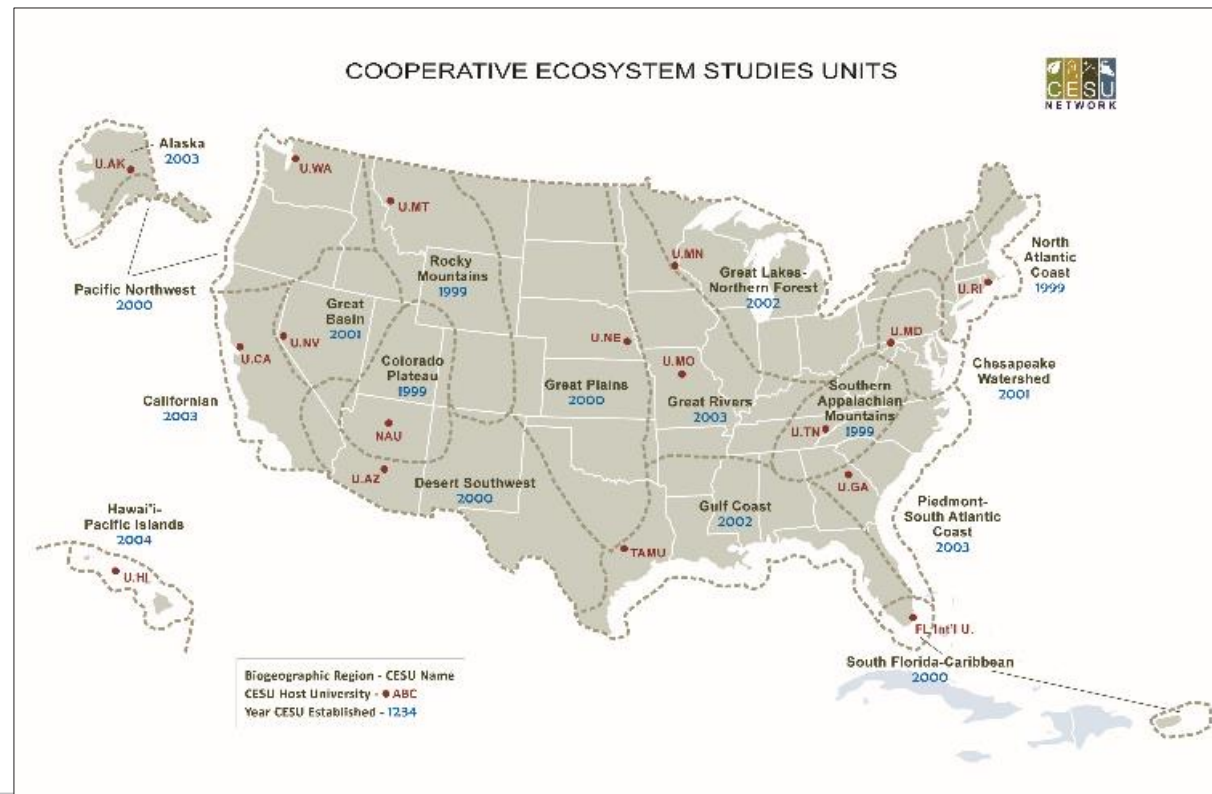 COOPERATIVE ECOSYSTEM STUDIES UNITS
CESU
NETWORK
Alaska
2003
U.AK
U.WA
U.MT
Pacific Northwest
2000
Rocky
Mountains
1999
U.MN
Great Lakes-
Northern Forest
2002
North
Atlantic
Coast
1999
U.RI
Great
Basin
2001
U.NV
U.CA
U.NE
U.MD
Colorado
Plateau
1999
U.MO
Great Plains
2000
Great Rivers
2003
Southern
Appalachian
Mountains
1999
Chesapeake
Watershed
2001
Californian
2003
NAU
U.TN
U.AZ
Desert Southwest
2000
U.GA
Gulf Coast
2002
Piedmont-
South Atlantic
Coast
2003
Hawai'i-
Pacific Islands
2004
U.HI
TAMU
FL Int'l U.
South Florida-Caribbean
2000
Biogeographic Region - CESU Name
CESU Host University - ABC
Year CESU Established - 1234